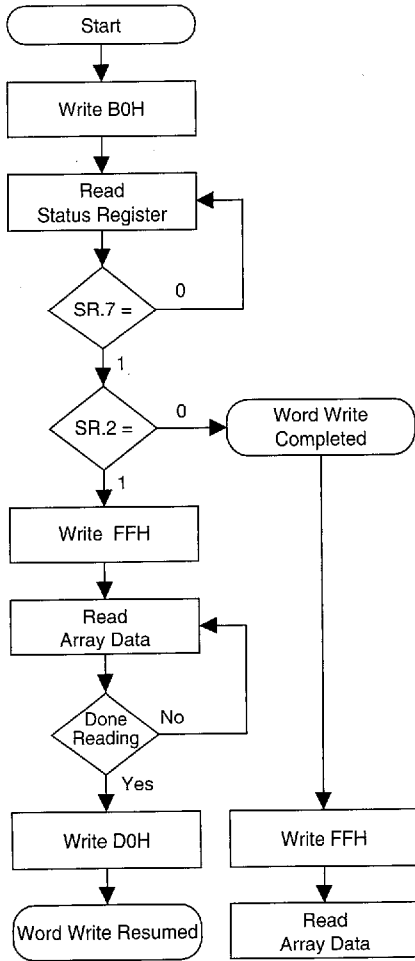 Start
Write B0H
Read
Status Register
SR.7 =
0
1
SR.2 =
0
Word Write
Completed
1
Write FFH
Read
Array Data
Done
Reading
No
Yes
Write D0H
Write FFH
Word Write Resumed
Read
Array Data